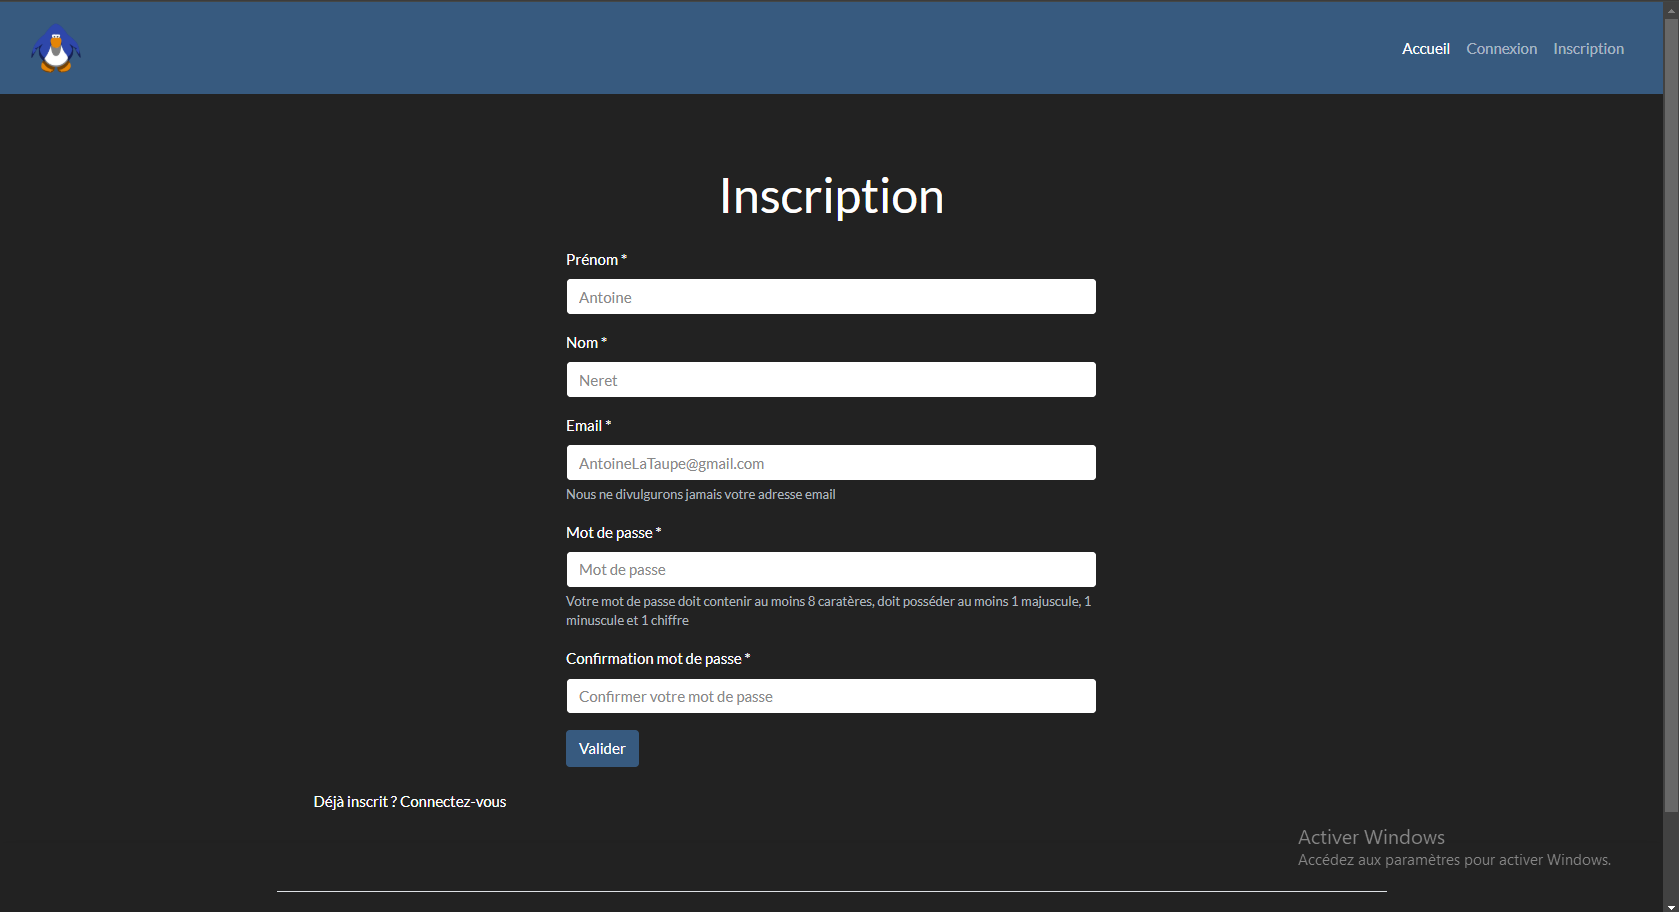 Accueil Connexion Inscription
Inscription
Prénom *
Antoine
Nom *
Neret
Email *
AntoineLaTaupe@gmail.com
Nous ne divulgurons jamais votre adresse email
Mot de passe *
Mot de passe
Votre mot de passe doit contenir au moins 8 caratères, doit posséder au moins 1 majuscule, 1
minuscule et 1 chiffre
Confirmation mot de passe *
Confirmer votre mot de passe
Valider
Déjà inscrit ? Connectez-vous
Activer Windows
Accédez aux paramètres pour activer Windows.